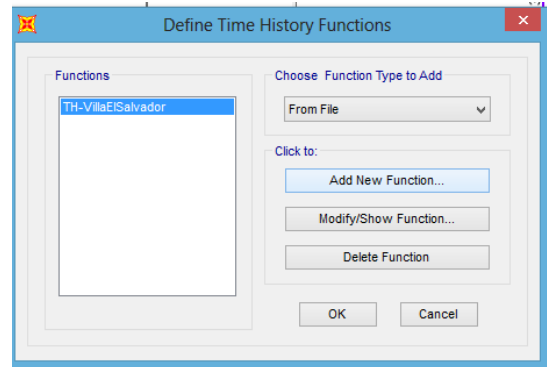 Define Time History Functions
Functions
TH-VillaElSalvador
Choose Function Type to Add
From File
Click to:
Add New Function...
Modify/Show Function...
Delete Function
OK
Cancel